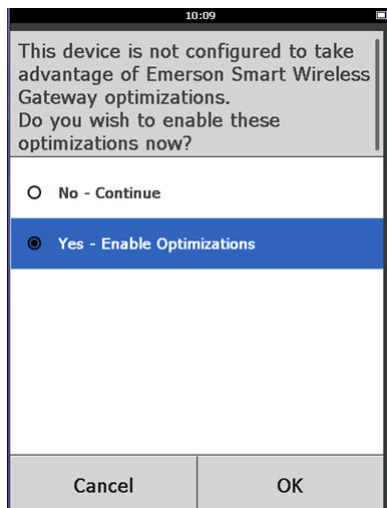 10:09
This device is not configured to take
advantage of Emerson Smart Wireless
Gateway optimizations.
Do you wish to enable these
optimizations now?
No - Continue
Yes - Enable Optimizations
Cancel
OK